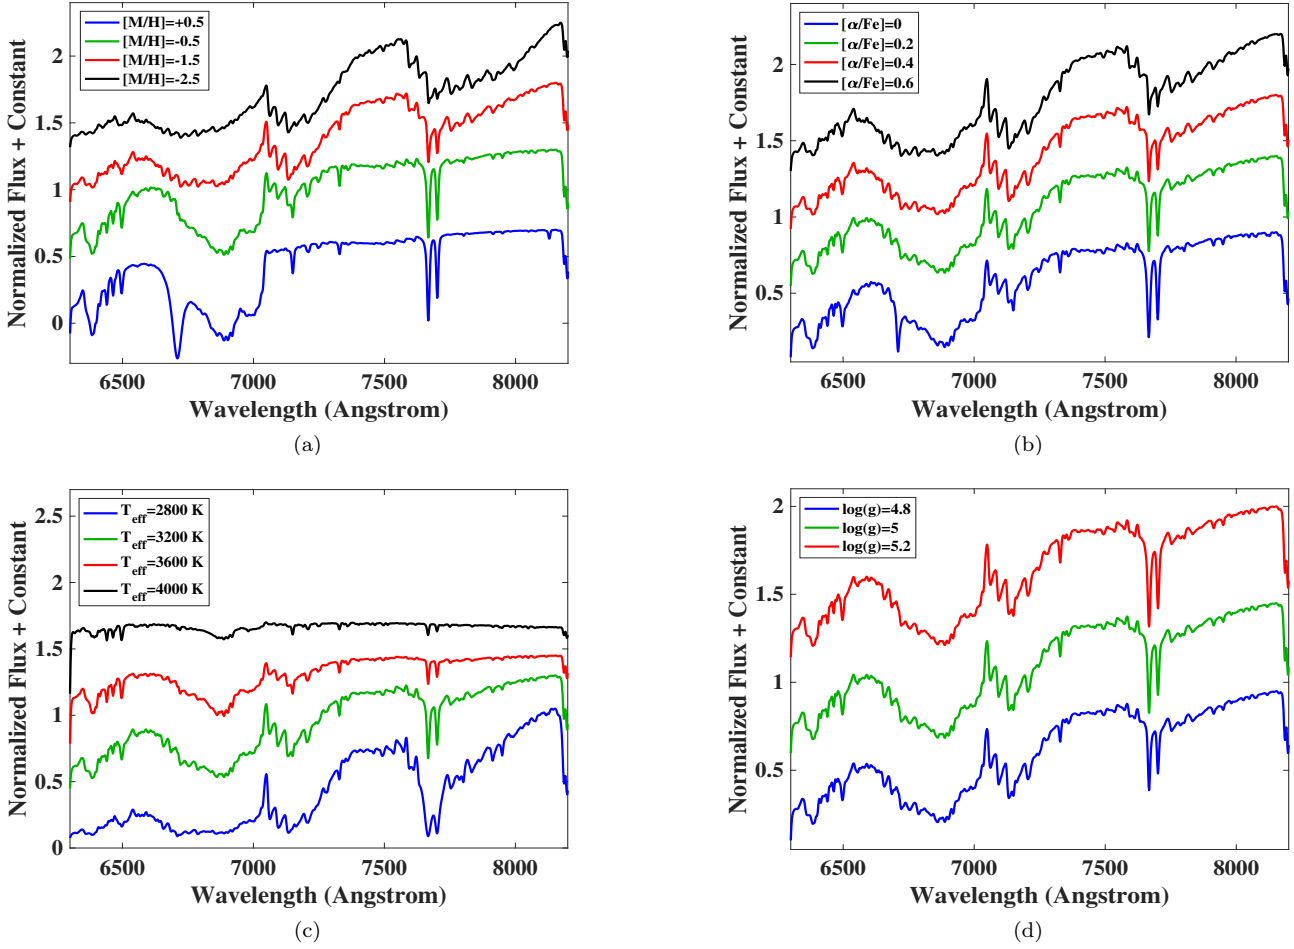 [M/H]=+0.5
[M/H]=-0.5
[M/H]=-1.5
[M/H]=-2.5
Normalized Flux + Constant
2
1.5
1
0.5
0
6500 7000 7500 8000
Wavelength (Angstrom)
(a)
[α/Fe]=0
[α/Fe]=0.2
[α/Fe]=0.4
[α/Fe]=0.6
Normalized Flux + Constant
2
1.5
1
0.5
6500 7000 7500 8000
Wavelength (Angstrom)
(b)
T_eff=2800 K
T_eff=3200 K
T_eff=3600 K
T_eff=4000 K
Normalized Flux + Constant
2.5
2
1.5
1
0.5
0
6500 7000 7500 8000
Wavelength (Angstrom)
(c)
log(g)=4.8
log(g)=5
log(g)=5.2
Normalized Flux + Constant
2
1.5
1
0.5
6500 7000 7500 8000
Wavelength (Angstrom)
(d)